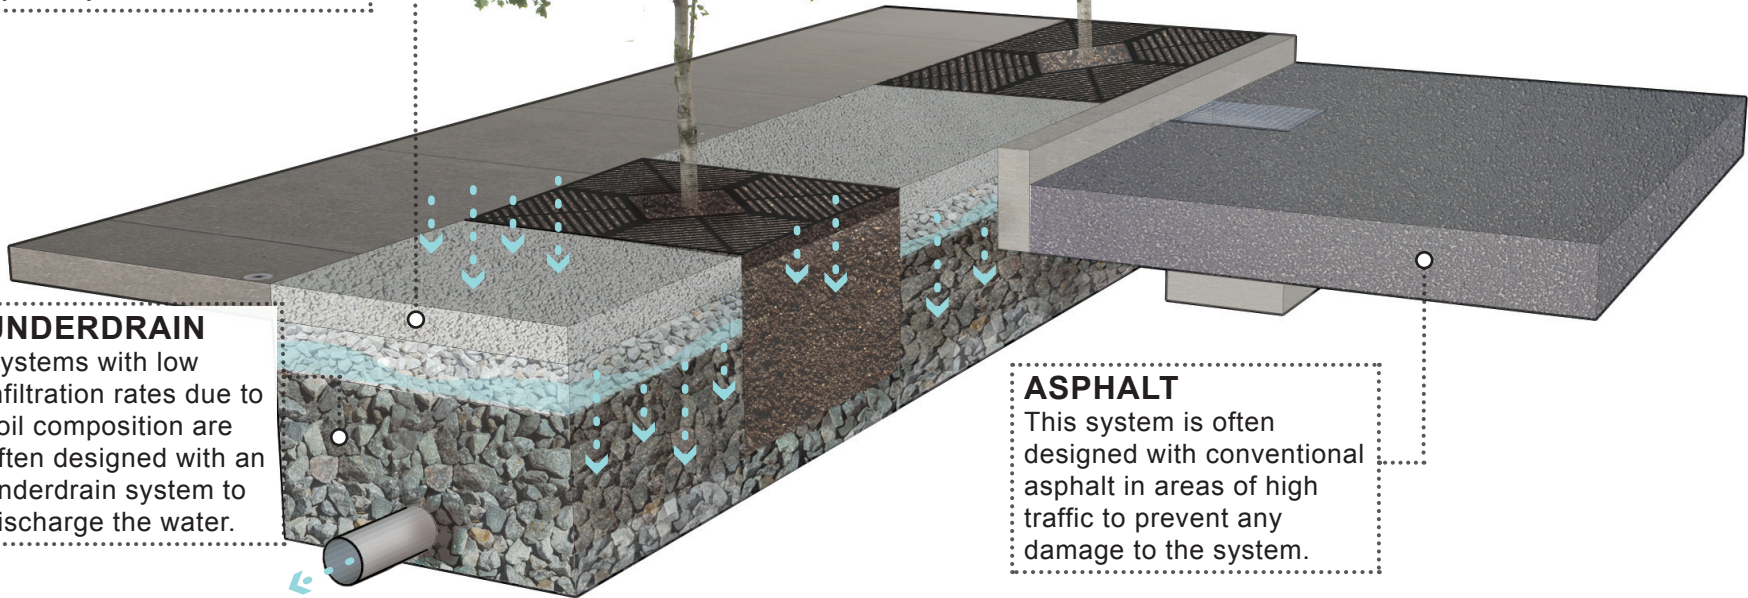 UNDERDRAIN
ystems with low
nfiltration rates due to
oil composition are
ften designed with an
nderdrain system to
ischarge the water.
ASPHALT
This system is often
designed with conventional
asphalt in areas of high
traffic to prevent any
damage to the system.